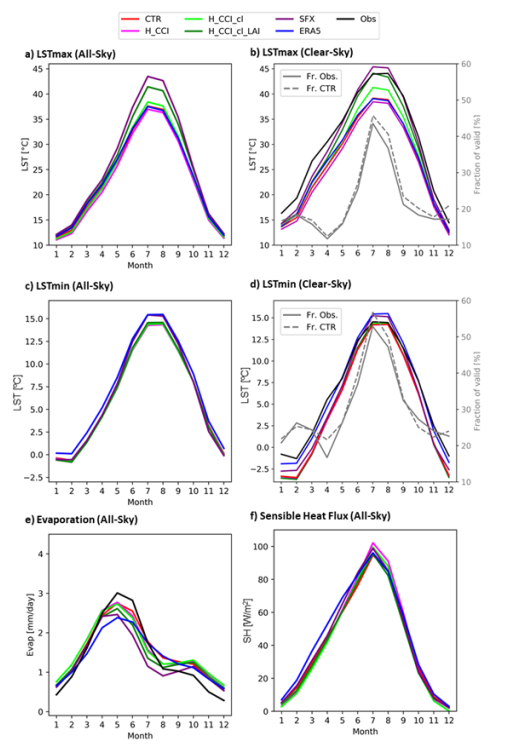 CTR H_CCI_cl SFX Obs
H_CCI H_CCI_cl_LAI ERA5
a) LSTmax (All-Sky)
45
40
35
30
25
20
15
10
LST [°C]
1 2 3 4 5 6 7 8 9 10 11 12
Month
b) LSTmax (Clear-Sky)
Fr. Obs.
Fr. CTR
45
40
35
30
25
20
15
10
LST [°C]
60
50
40
30
20
10
Fraction of valid [%]
1 2 3 4 5 6 7 8 9 10 11 12
Month
c) LSTmin (All-Sky)
15.0
12.5
10.0
7.5
5.0
2.5
0.0
−2.5
LST [°C]
1 2 3 4 5 6 7 8 9 10 11 12
Month
d) LSTmin (Clear-Sky)
Fr. Obs.
Fr. CTR
15.0
12.5
10.0
7.5
5.0
2.5
0.0
−2.5
LST [°C]
60
50
40
30
20
10
Fraction of valid [%]
1 2 3 4 5 6 7 8 9 10 11 12
Month
e) Evaporation (All-Sky)
4
3
2
1
0
Evap [mm/day]
1 2 3 4 5 6 7 8 9 10 11 12
Month
f) Sensible Heat Flux (All-Sky)
100
80
60
40
20
0
SH [W/m²]
1 2 3 4 5 6 7 8 9 10 11 12
Month